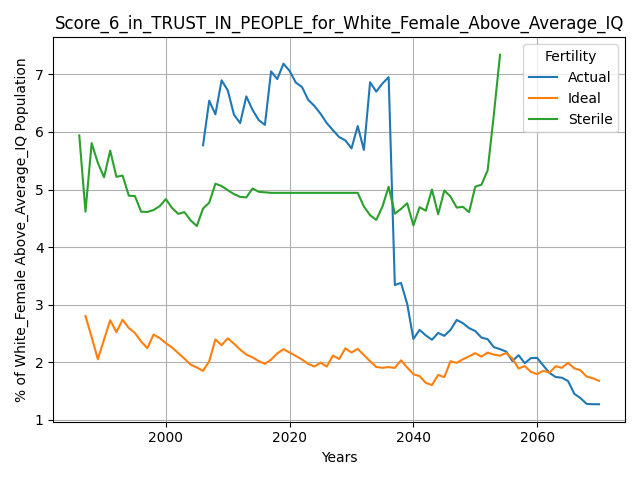 Score_6_in_TRUST_IN_PEOPLE_for_White_Female_Above_Average_IQ
% of White_Female Above_Average_IQ Population
7
6
5
4
3
2
1
Fertility
Actual
Ideal
Sterile
2000
2020
2040
2060
Years